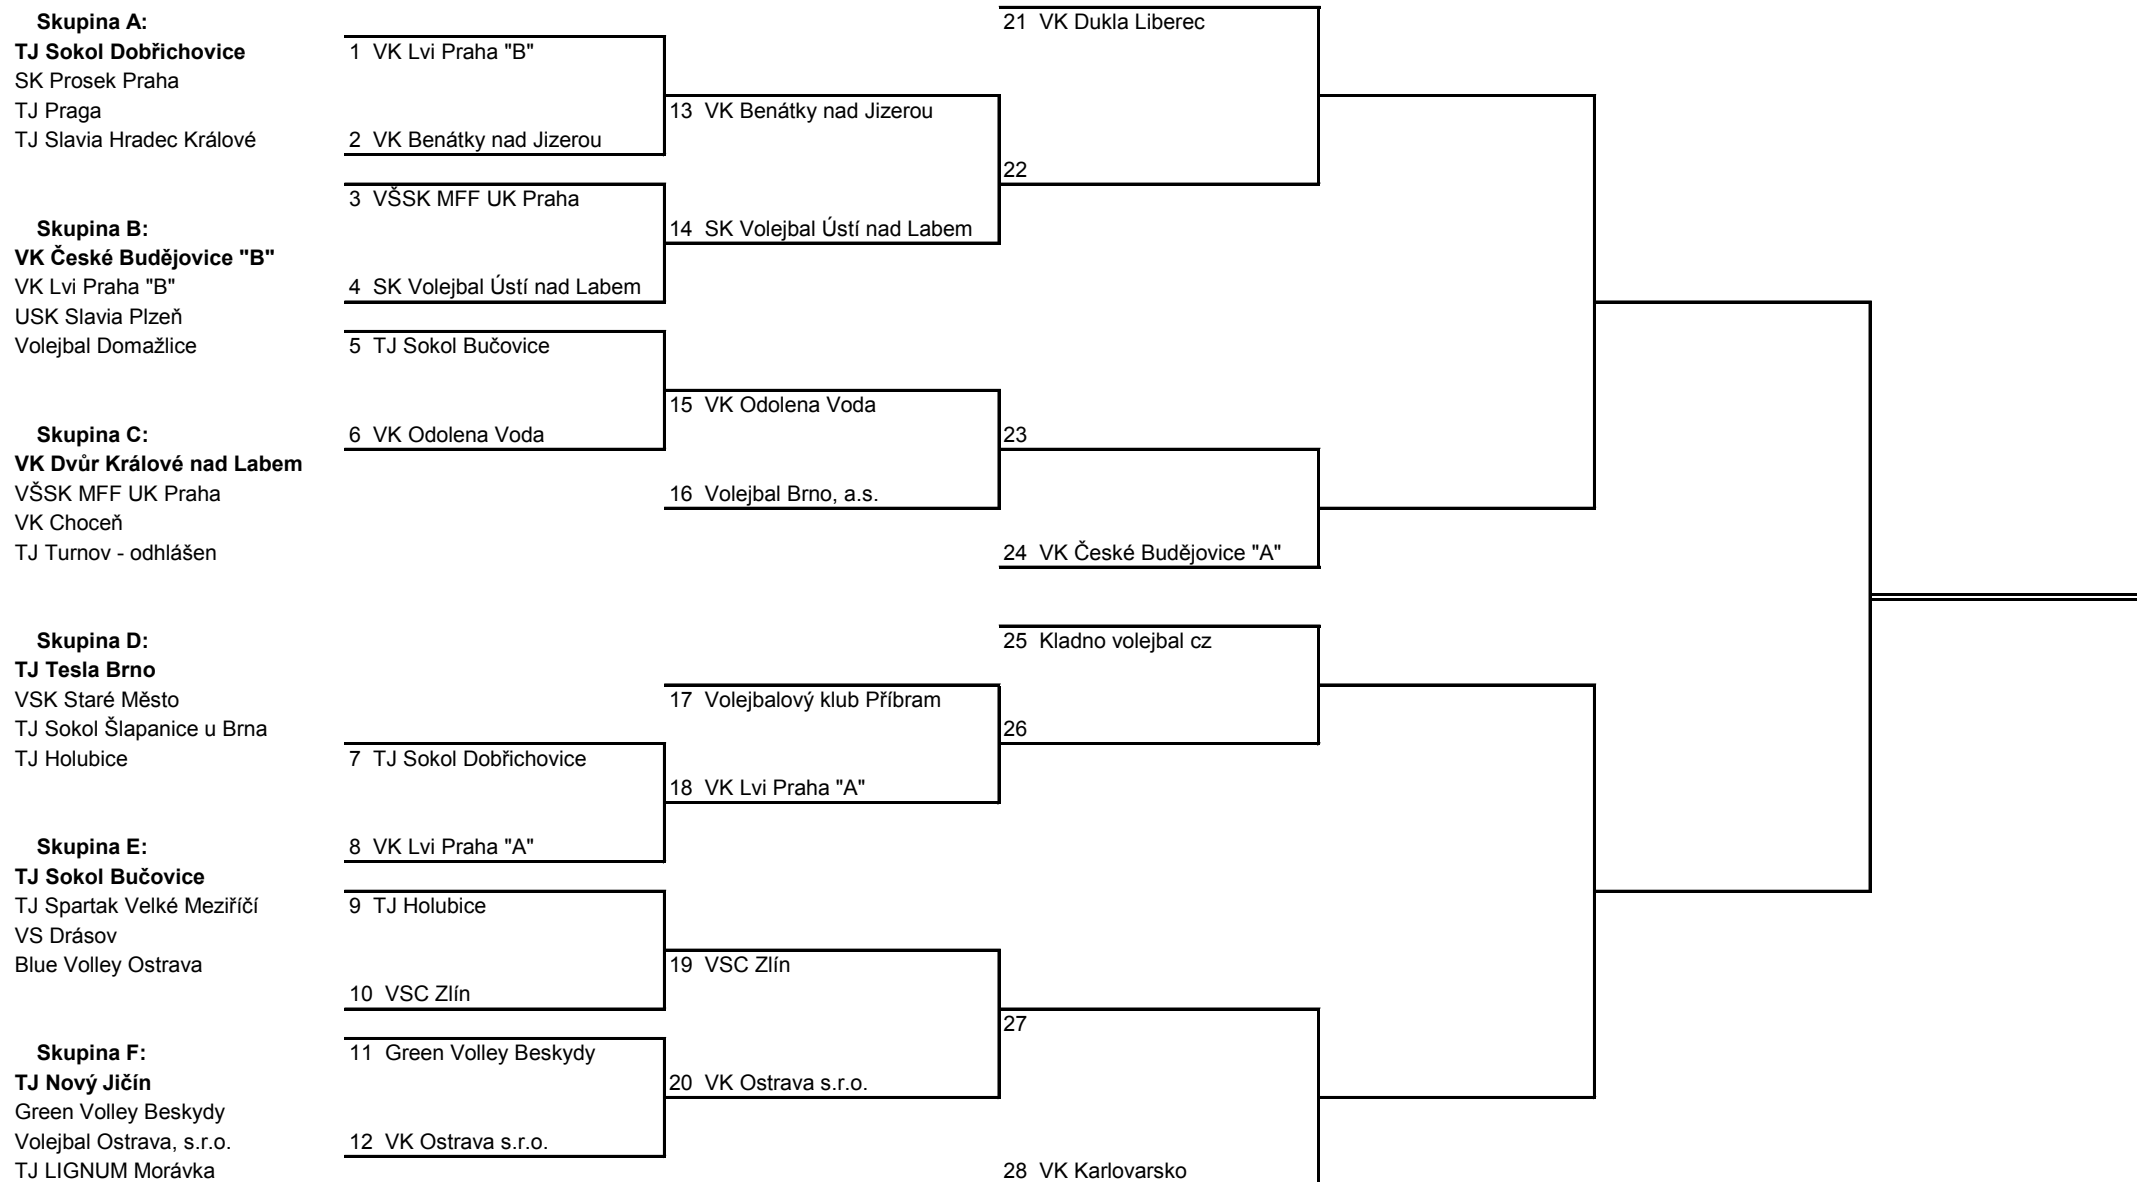 Skupina A:
TJ Sokol Dobřichovice
SK Prosek Praha
TJ Praga
TJ Slavia Hradec Králové
Skupina B:
VK České Budějovice "B"
VK Lvi Praha "B"
USK Slavia Plzeň
Volejbal Domažlice
Skupina C:
VK Dvůr Králové nad Labem
VŠSK MFF UK Praha
VK Choceň
TJ Turnov - odhlášen
Skupina D:
TJ Tesla Brno
VSK Staré Město
TJ Sokol Šlapanice u Brna
TJ Holubice
Skupina E:
TJ Sokol Bučovice
TJ Spartak Velké Meziříčí
VS Drásov
Blue Volley Ostrava
Skupina F:
TJ Nový Jičín
Green Volley Beskydy
Volejbal Ostrava, s.r.o.
TJ LIGNUM Morávka
1 VK Lvi Praha "B"
2 VK Benátky nad Jizerou
3 VŠSK MFF UK Praha
4 SK Volejbal Ústí nad Labem
5 TJ Sokol Bučovice
6 VK Odolena Voda
7 TJ Sokol Dobřichovice
8 VK Lvi Praha "A"
9 TJ Holubice
10 VSC Zlín
11 Green Volley Beskydy
12 VK Ostrava s.r.o.
13 VK Benátky nad Jizerou
14 SK Volejbal Ústí nad Labem
15 VK Odolena Voda
16 Volejbal Brno, a.s.
17 Volejbalový klub Příbram
18 VK Lvi Praha "A"
19 VSC Zlín
20 VK Ostrava s.r.o.
21 VK Dukla Liberec
22
23
24 VK České Budějovice "A"
25 Kladno volejbal cz
26
27
28 VK Karlovarsko